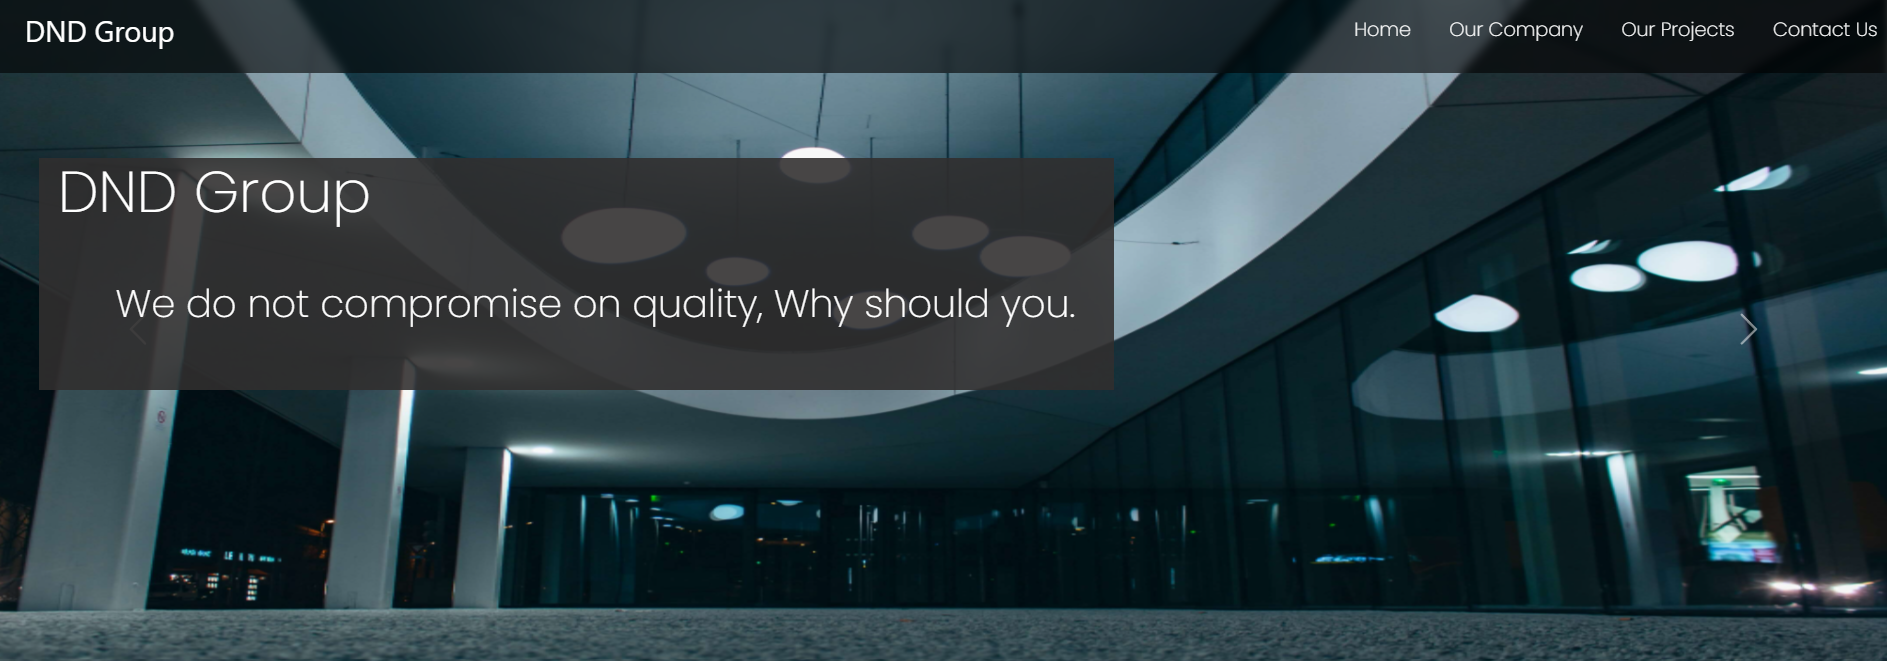 DND Group
Home Our Company Our Projects Contact Us
DND Group
We do not compromise on quality, Why should you.